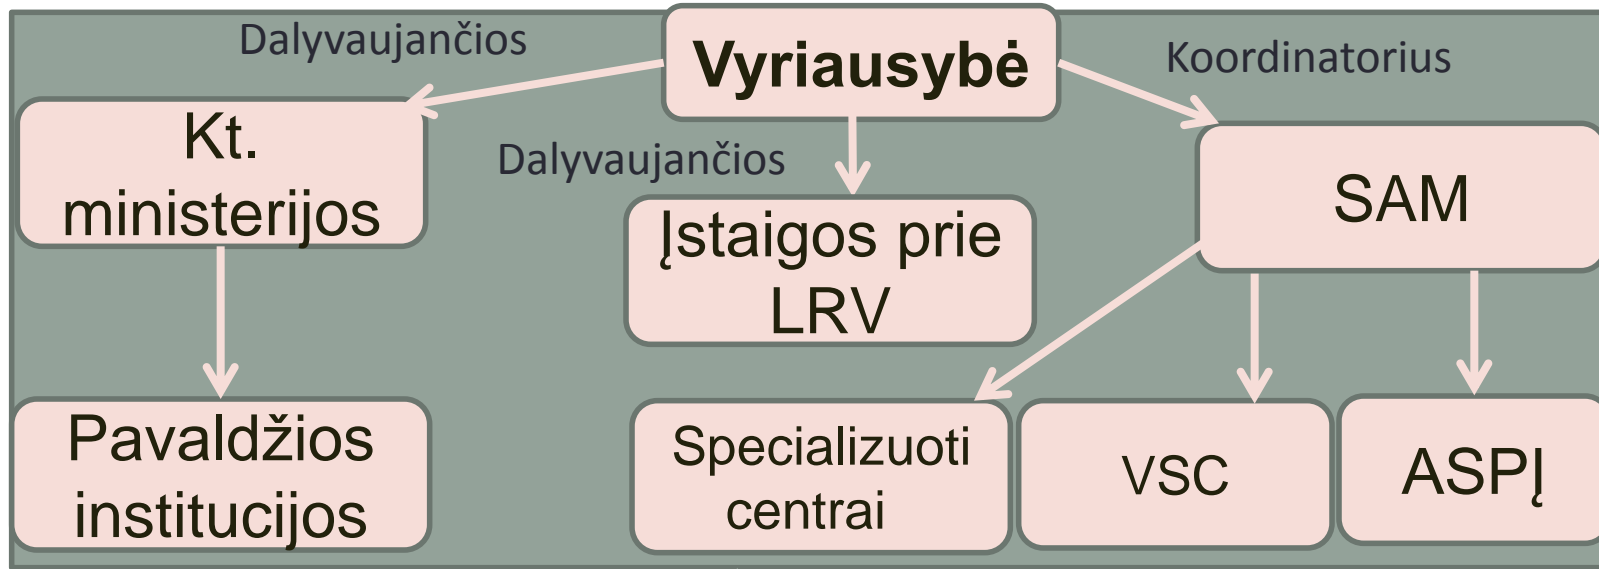 Dalyvaujančios
Vyriausybė
Koordinatorius
Kt.
ministerijos
Dalyvaujančios
Įstaigos prie
LRV
SAM
Pavaldžios
institucijos
Specializuoti
centrai
VSC
ASPĮ